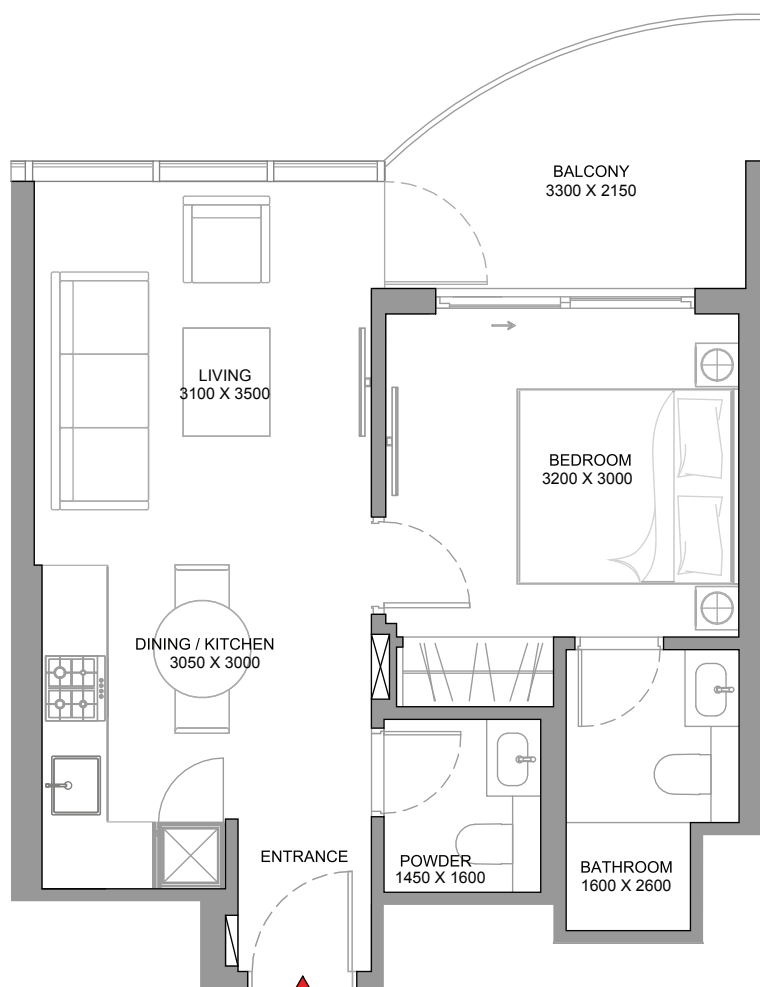 BALCONY
3300 X 2150
LIVING
3100 X 3500
BEDROOM
3200 X 3000
DINING / KITCHEN
3050 X 3000
ENTRANCE
POWDER
1450 X 1600
BATHROOM
1600 X 2600